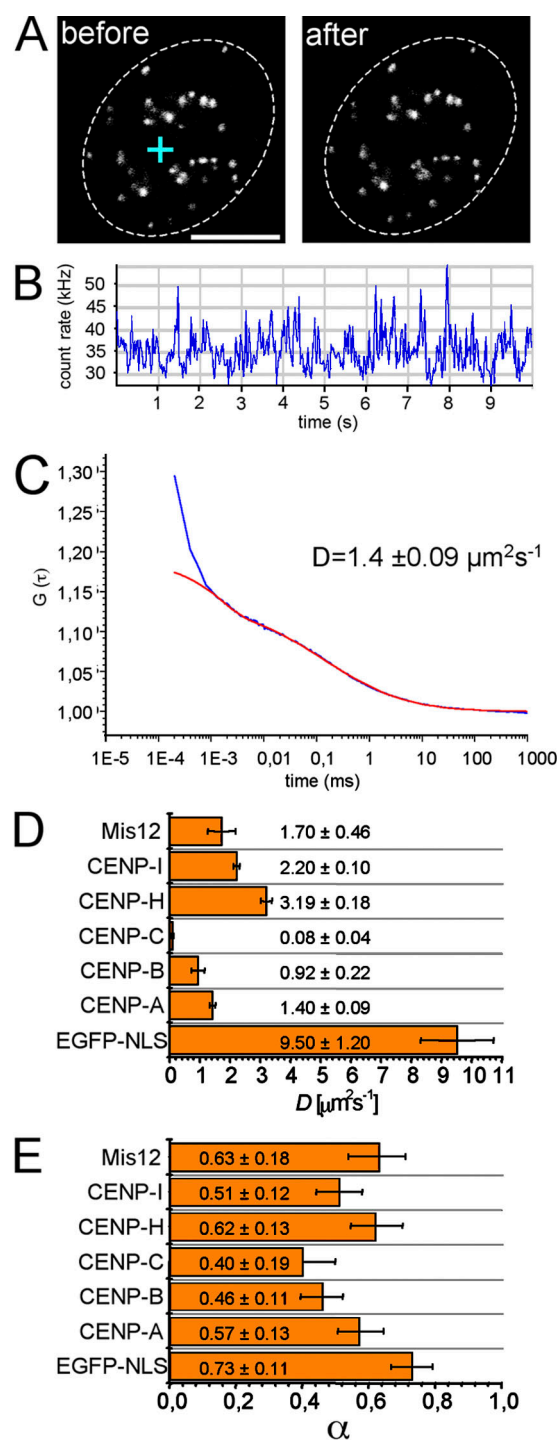 A
before
after
B
count rate (kHz)
50
45
40
35
30
1 2 3 4 5 6 7 8 9
time (s)
C
G (τ)
1,30
1,25
1,20
1,15
1,10
1,05
1,00
D=1.4 ±0.09 µm²s⁻¹
1E-5 1E-4 1E-3 0,01 0,1 1 10 100 1000
time (ms)
D
Mis12 1.70 ± 0.46
CENP-I 2.20 ± 0.10
CENP-H 3.19 ± 0.18
CENP-C 0.08 ± 0.04
CENP-B 0.92 ± 0.22
CENP-A 1.40 ± 0.09
EGFP-NLS 9.50 ± 1.20
0 1 2 3 4 5 6 7 8 9 10 11
D [µm²s⁻¹]
E
Mis12 0.63 ± 0.18
CENP-I 0.51 ± 0.12
CENP-H 0.62 ± 0.13
CENP-C 0.40 ± 0.19
CENP-B 0.46 ± 0.11
CENP-A 0.57 ± 0.13
EGFP-NLS 0.73 ± 0.11
0,0 0,2 0,4 0,6 0,8 1,0
α